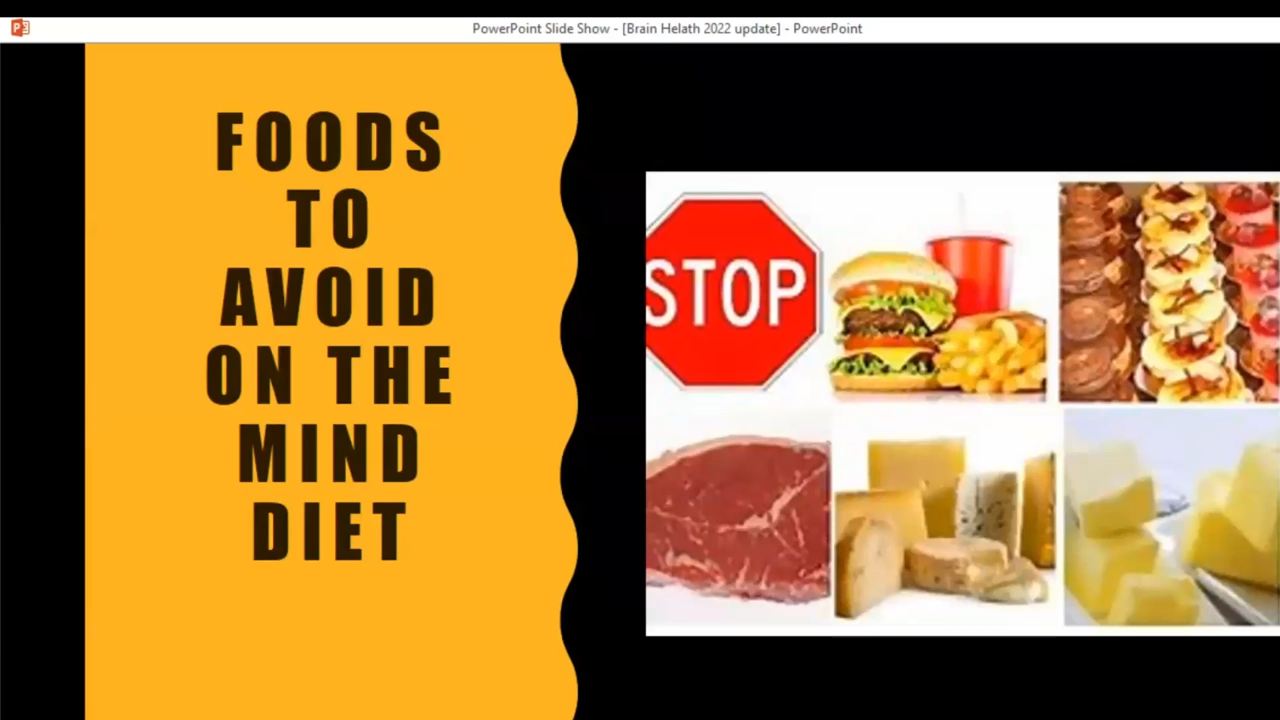 PowerPoint Slide Show - [Brain Helath 2022 update] - PowerPoint
FOODS
TO
AVOID
ON THE
MIND
DIET
STOP